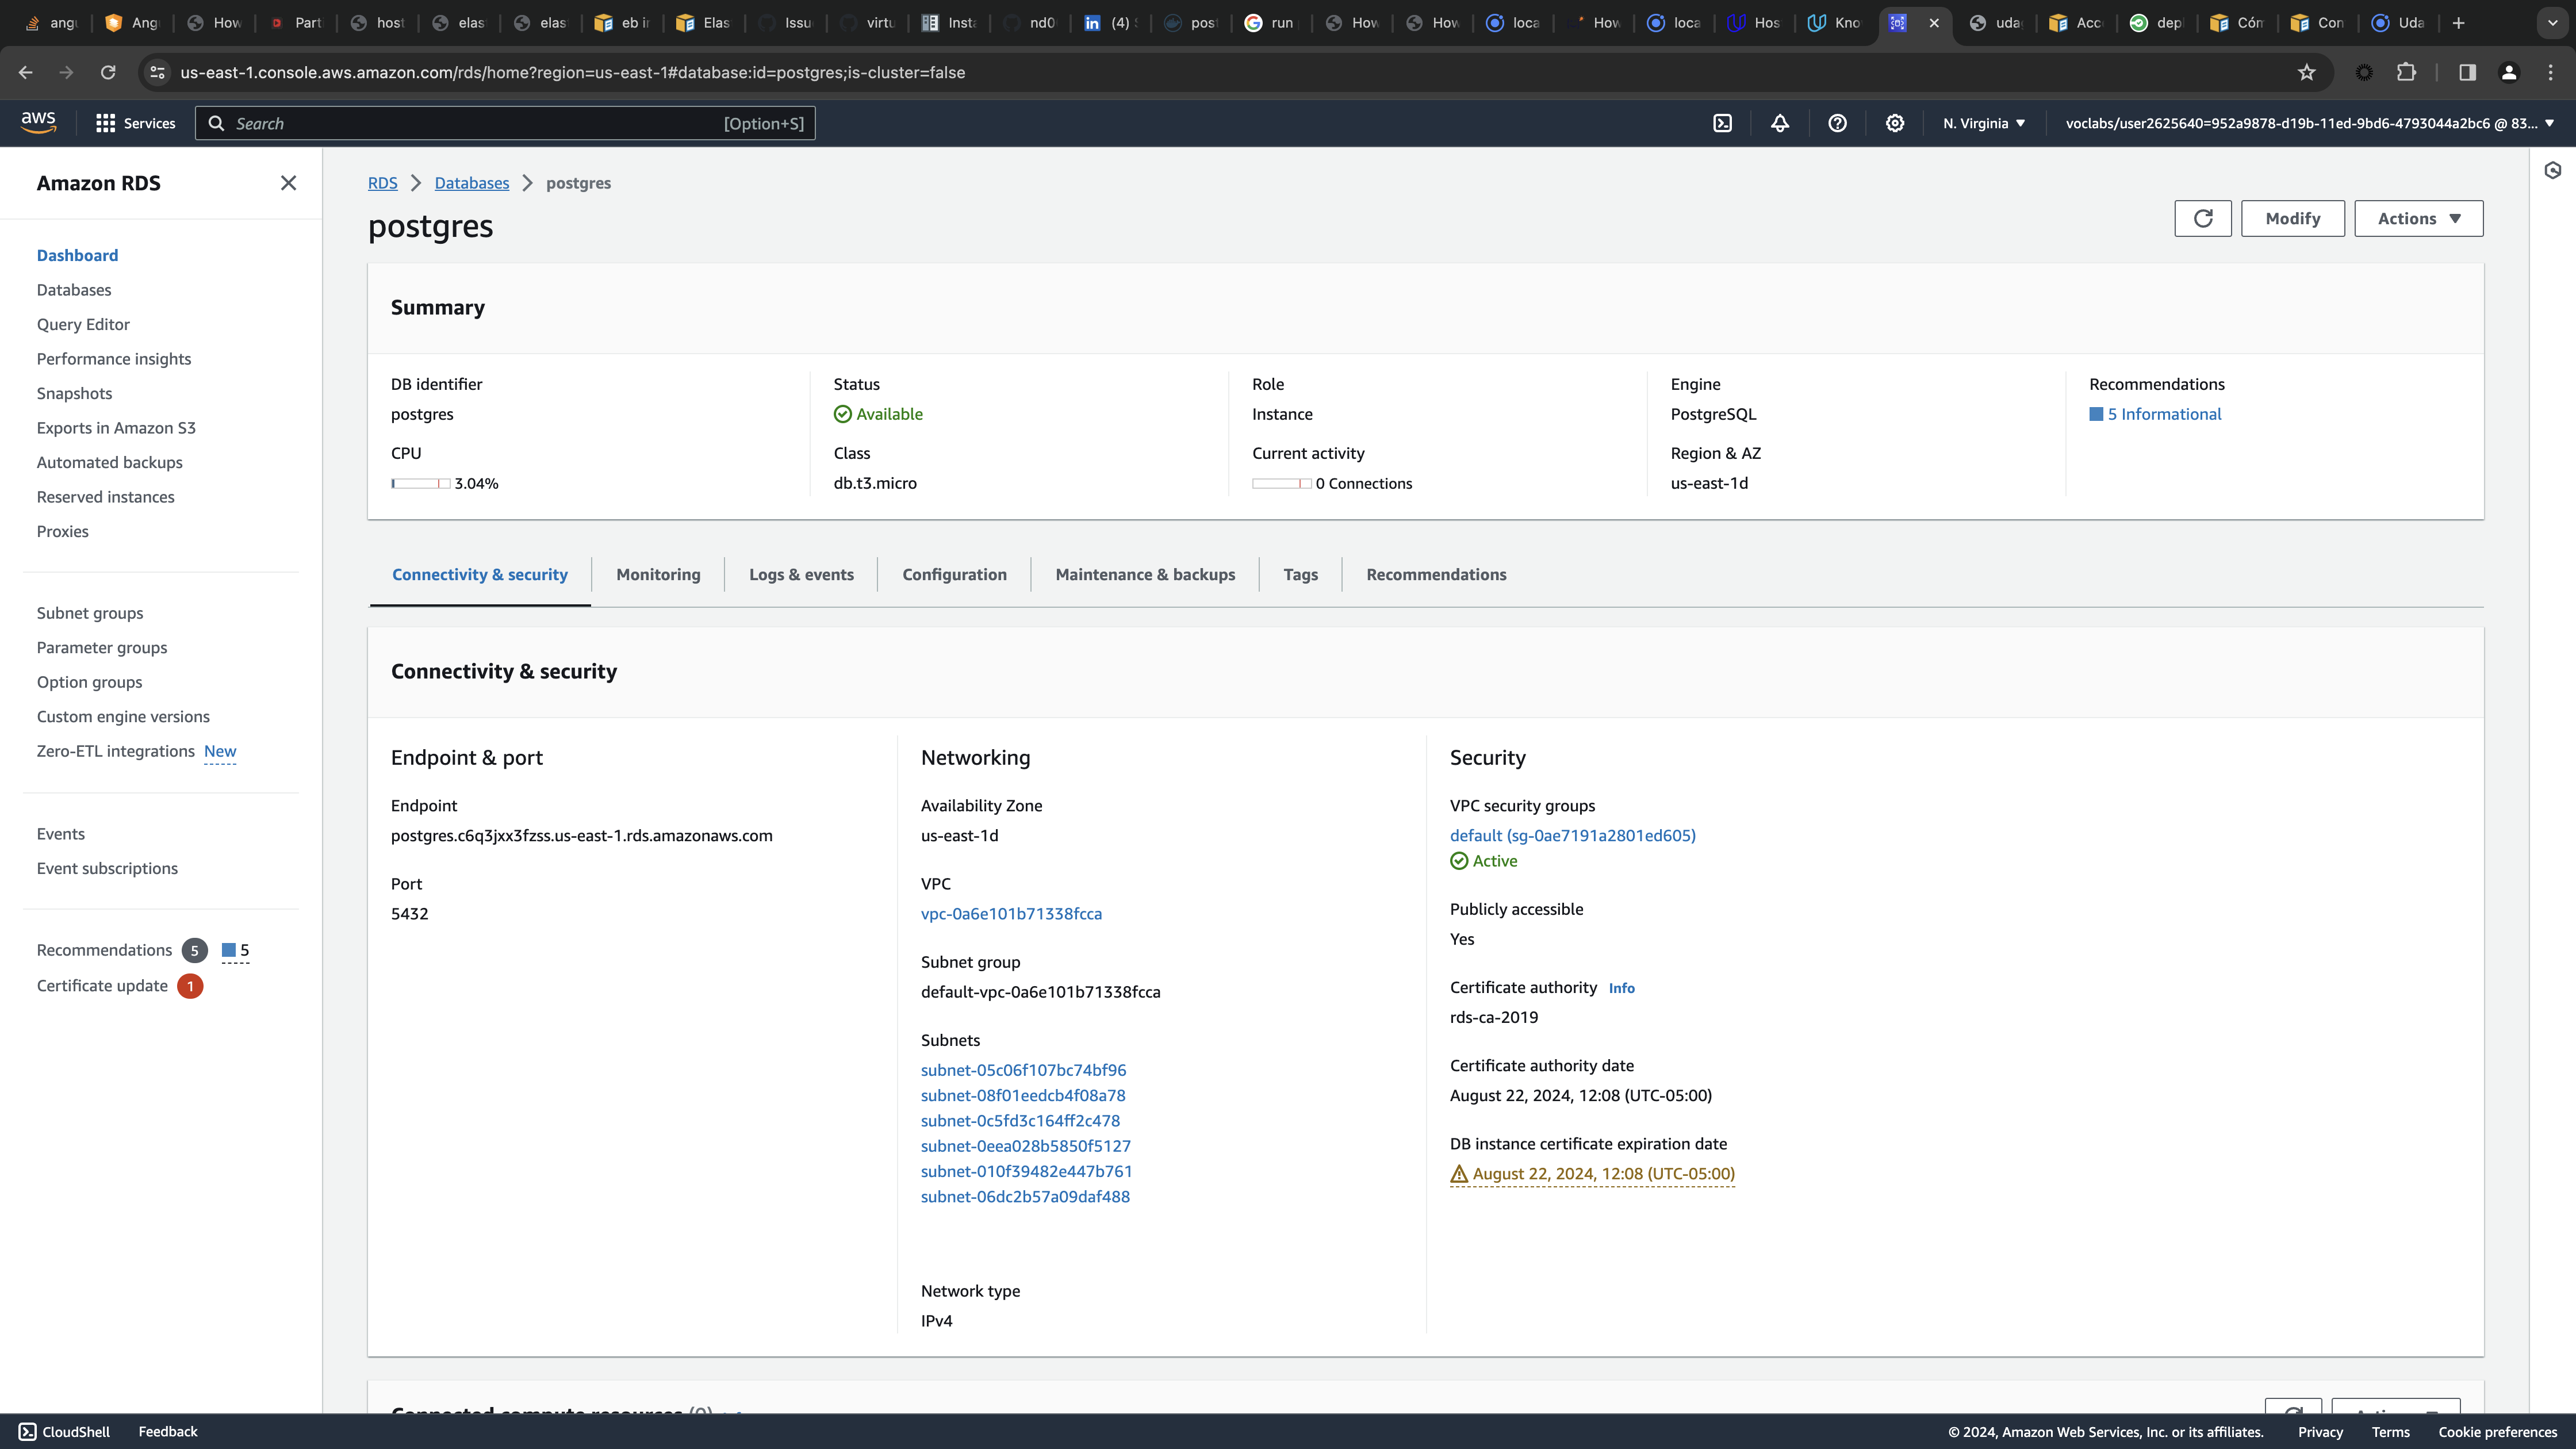 angu
Ang
How
Parti
host
elast
elast
eb in
Elast
Issu
virtu
Insta
nd0
(4) S
post
run
How
How
loca
How
loca
Hos
Kno
uda
Acc
dep
Cóm
Con
Uda
us-east-1.console.aws.amazon.com/rds/home?region=us-east-1#database:id=postgres;is-cluster=false
aws
Services
Search
[Option+S]
N. Virginia
voclabs/user2625640=952a9878-d19b-11ed-9bd6-4793044a2bc6 @ 83...
Amazon RDS
Dashboard
Databases
Query Editor
Performance insights
Snapshots
Exports in Amazon S3
Automated backups
Reserved instances
Proxies
Subnet groups
Parameter groups
Option groups
Custom engine versions
Zero-ETL integrations New
Events
Event subscriptions
Recommendations 5 5
Certificate update 1
RDS > Databases > postgres
postgres
Modify
Actions
Summary
DB identifier
postgres
CPU
3.04%
Status
Available
Class
db.t3.micro
Role
Instance
Current activity
0 Connections
Engine
PostgreSQL
Region & AZ
us-east-1d
Recommendations
5 Informational
Connectivity & security
Monitoring
Logs & events
Configuration
Maintenance & backups
Tags
Recommendations
Connectivity & security
Endpoint & port
Endpoint
postgres.c6q3jxx3fzss.us-east-1.rds.amazonaws.com
Port
5432
Networking
Availability Zone
us-east-1d
VPC
vpc-0a6e101b71338fcca
Subnet group
default-vpc-0a6e101b71338fcca
Subnets
subnet-05c06f107bc74bf96
subnet-08f01eedcb4f08a78
subnet-0c5fd3c164ff2c478
subnet-0eea028b5850f5127
subnet-010f39482e447b761
subnet-06dc2b57a09daf488
Network type
IPv4
Security
VPC security groups
default (sg-0ae7191a2801ed605)
Active
Publicly accessible
Yes
Certificate authority Info
rds-ca-2019
Certificate authority date
August 22, 2024, 12:08 (UTC-05:00)
DB instance certificate expiration date
August 22, 2024, 12:08 (UTC-05:00)
Connected compute resources (0)
CloudShell
Feedback
© 2024, Amazon Web Services, Inc. or its affiliates.
Privacy
Terms
Cookie preferences